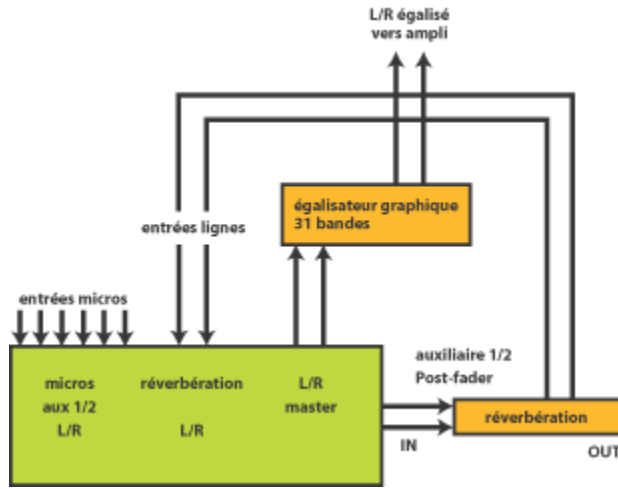 L/R égalisé
vers ampli
égalisateur graphique
31 bandes
entrées lignes
entrées micros
micros
aux 1/2
L/R
réverbération
L/R
L/R
master
auxiliaire 1/2
Post-fader
réverbération
IN
OUT